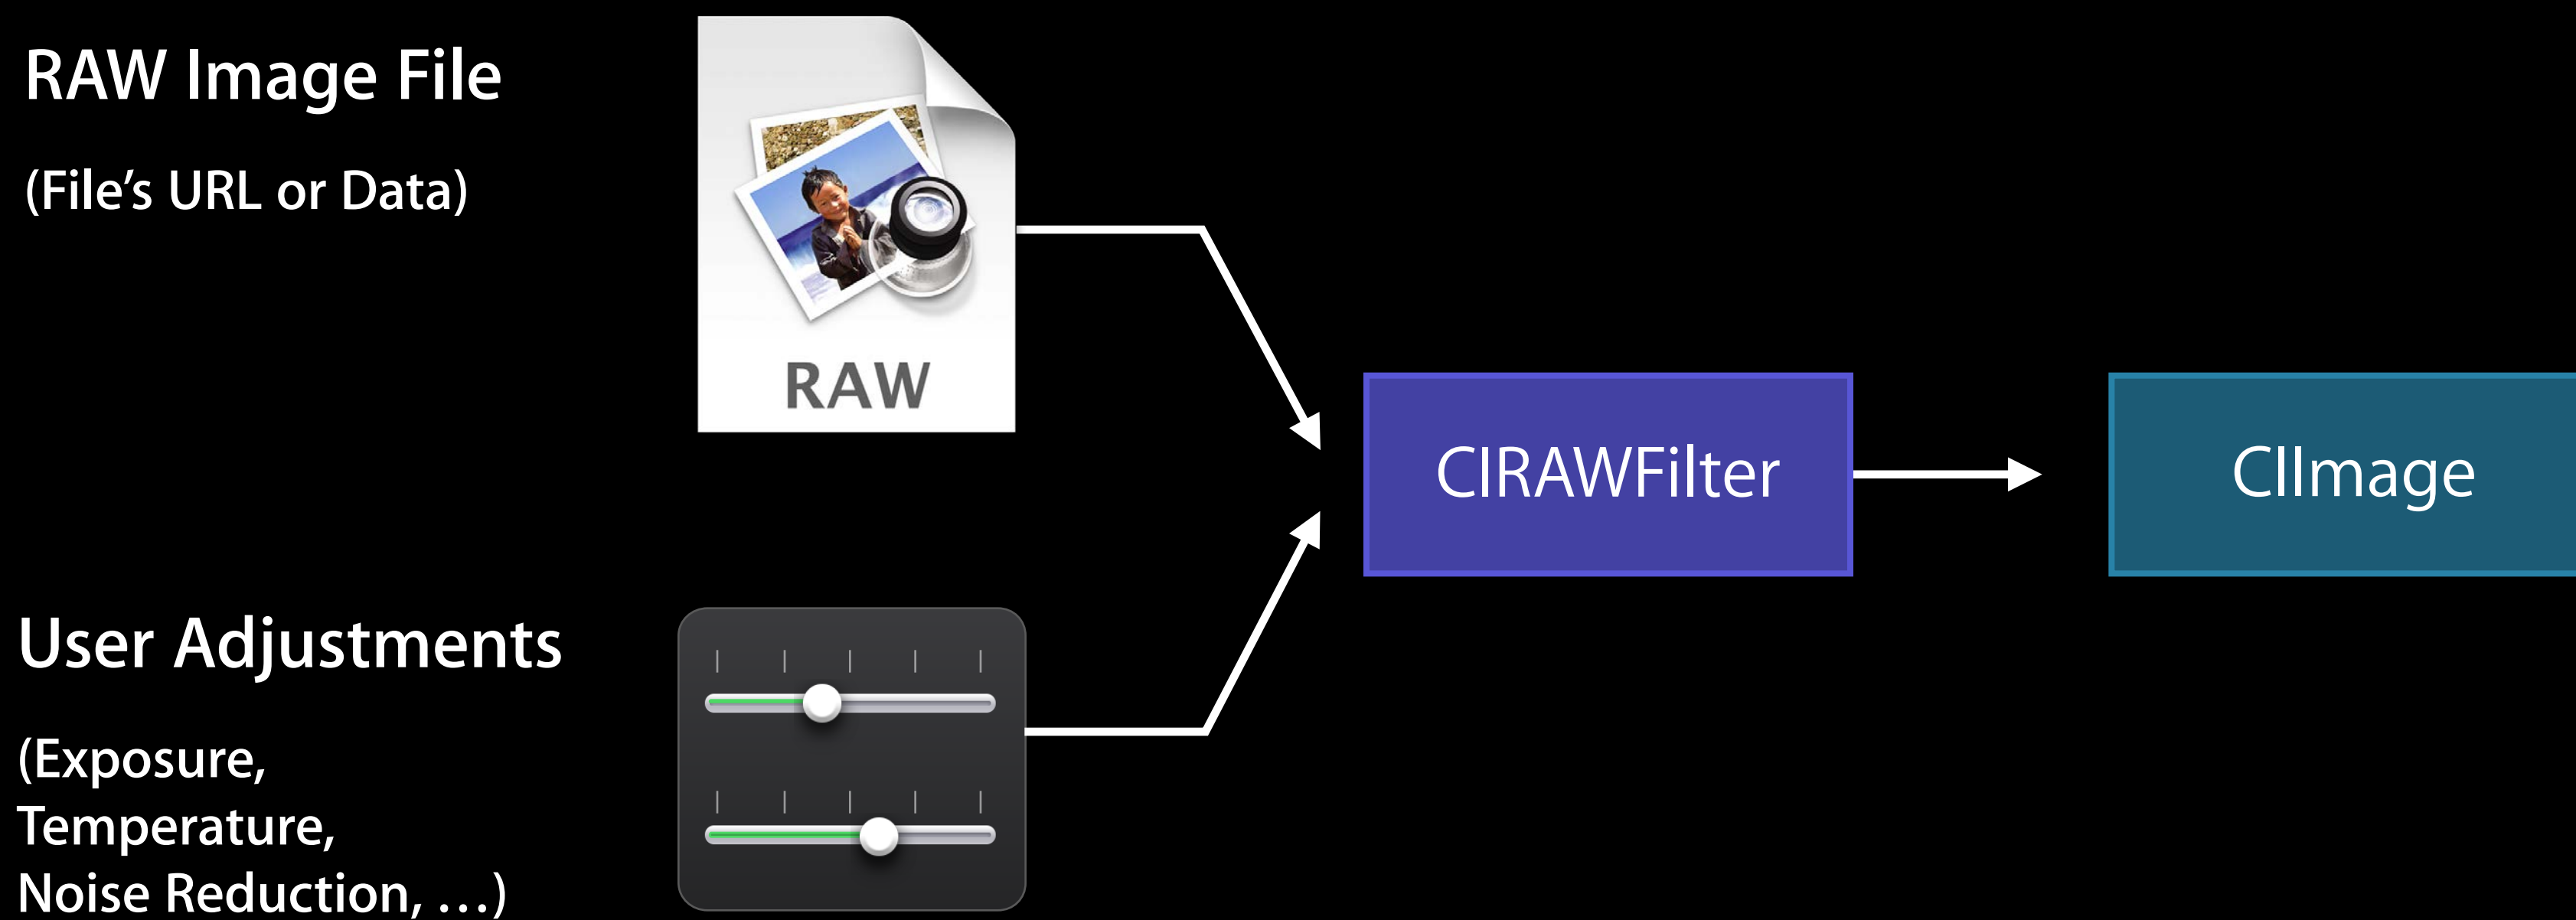 RAW Image File
(File’s URL or Data)
RAW
CIRAWFilter
CIImage
User Adjustments
(Exposure,
Temperature,
Noise Reduction, …)